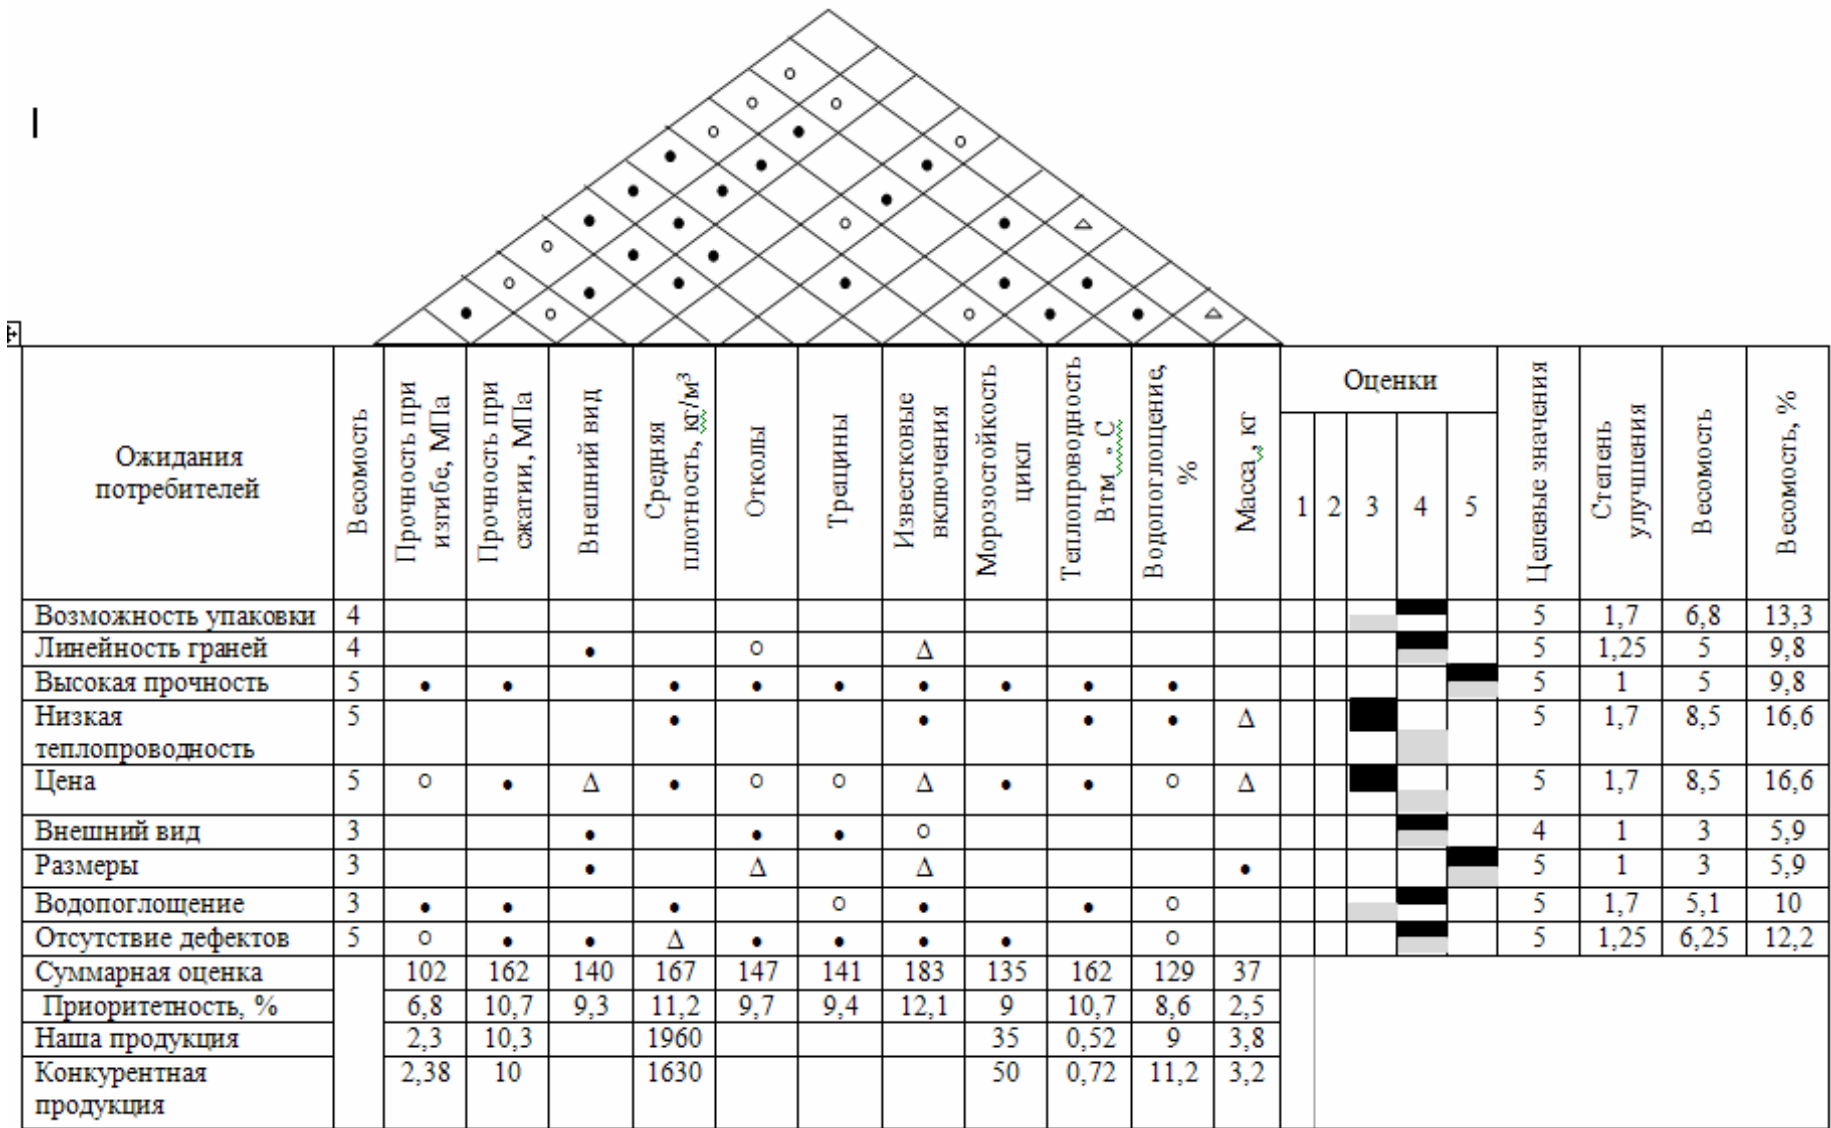 Ожидания потребителей
Весомость
Прочность при изгибе, МПа
Прочность при сжатии, МПа
Внешний вид
Средняя плотность, кг/м³
Отколы
Трещины
Известковые включения
Морозостойкость цикл
Теплопроводность Втм..°.С
Водопоглощение, %
Масса,, кг
Оценки
1 2 3 4 5
Целевые значения
Степень улучшения
Весомость
Весомость, %
Возможность упаковки 4 5 1,7 6,8 13,3
Линейность граней 4 • ○ Δ 5 1,25 5 9,8
Высокая прочность 5 • • • • • • • • • 5 1 5 9,8
Низкая теплопроводность 5 • • • • Δ 5 1,7 8,5 16,6
Цена 5 ○ • Δ • ○ ○ Δ • • ○ Δ 5 1,7 8,5 16,6
Внешний вид 3 • • • ○ 4 1 3 5,9
Размеры 3 • Δ Δ • 5 1 3 5,9
Водопоглощение 3 • • • ○ • • ○ 5 1,7 5,1 10
Отсутствие дефектов 5 ○ • • Δ • • • • ○ 5 1,25 6,25 12,2
Суммарная оценка 102 162 140 167 147 141 183 135 162 129 37
Приоритетность, % 6,8 10,7 9,3 11,2 9,7 9,4 12,1 9 10,7 8,6 2,5
Наша продукция 2,3 10,3 1960 35 0,52 9 3,8
Конкурентная продукция 2,38 10 1630 50 0,72 11,2 3,2